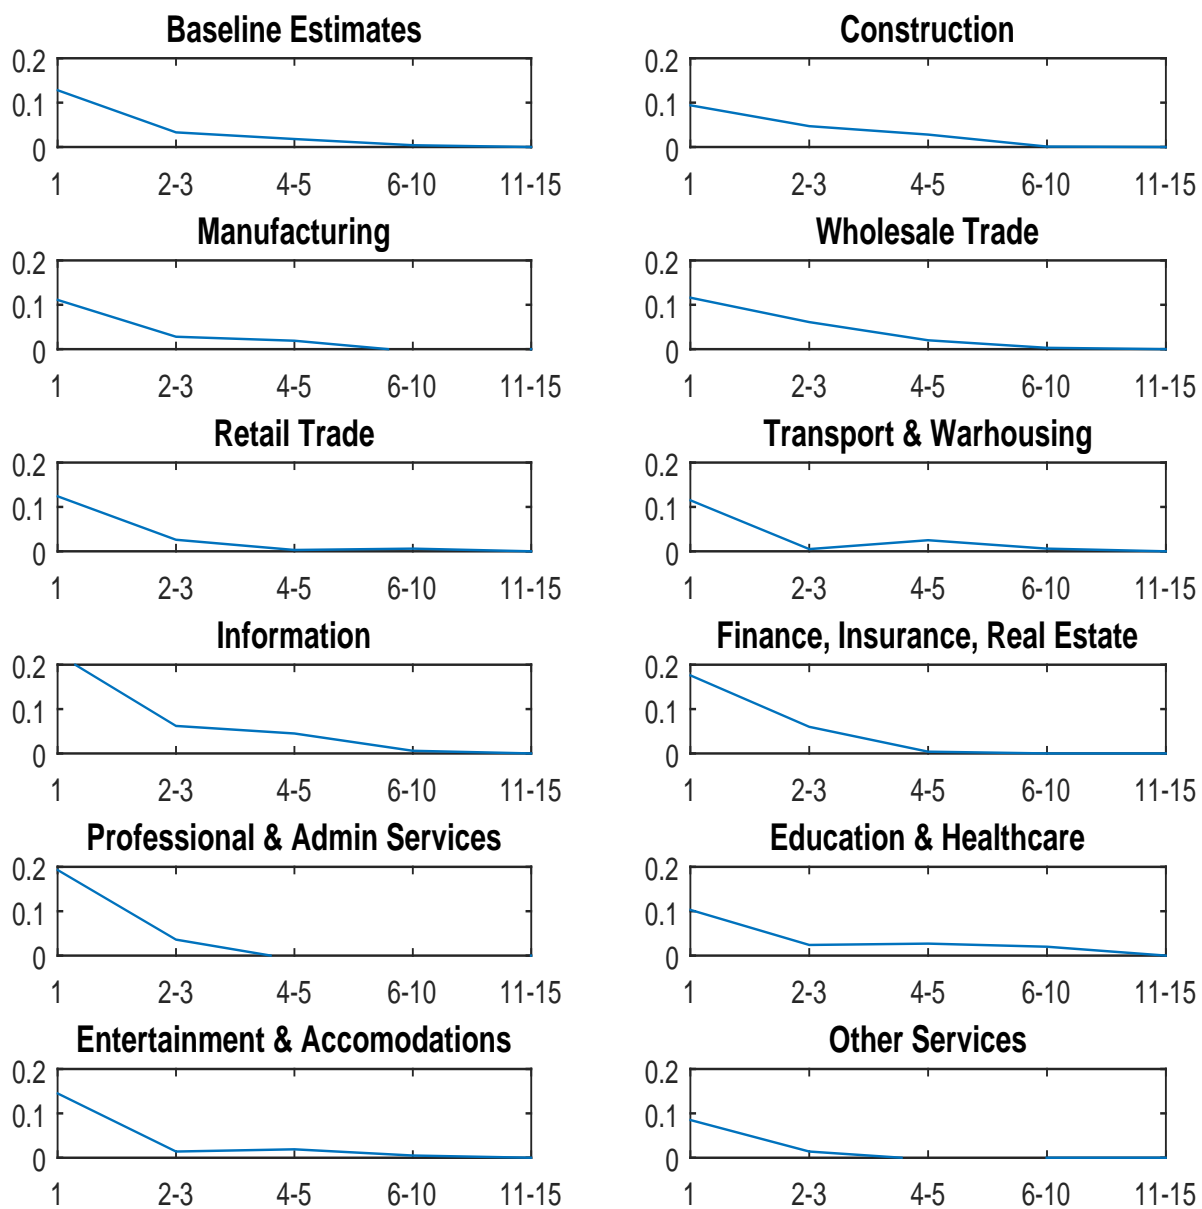 Baseline Estimates
0.2
0.1
0
1 2-3 4-5 6-10 11-15
Construction
0.2
0.1
0
1 2-3 4-5 6-10 11-15
Manufacturing
0.2
0.1
0
1 2-3 4-5 6-10 11-15
Wholesale Trade
0.2
0.1
0
1 2-3 4-5 6-10 11-15
Retail Trade
0.2
0.1
0
1 2-3 4-5 6-10 11-15
Transport & Warhousing
0.2
0.1
0
1 2-3 4-5 6-10 11-15
Information
0.2
0.1
0
1 2-3 4-5 6-10 11-15
Finance, Insurance, Real Estate
0.2
0.1
0
1 2-3 4-5 6-10 11-15
Professional & Admin Services
0.2
0.1
0
1 2-3 4-5 6-10 11-15
Education & Healthcare
0.2
0.1
0
1 2-3 4-5 6-10 11-15
Entertainment & Accomodations
0.2
0.1
0
1 2-3 4-5 6-10 11-15
Other Services
0.2
0.1
0
1 2-3 4-5 6-10 11-15